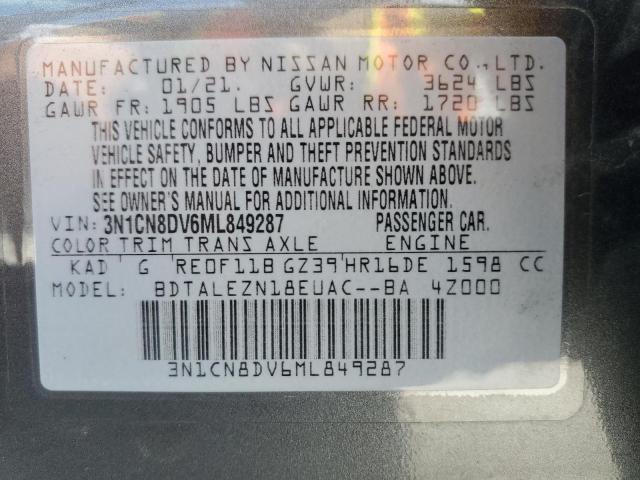 MANUFACTURED BY NISSAN MOTOR CO.,LTD.
DATE: 01/21. GVWR: 3624 LBS
GAWR FR: 1905 LBS GAWR RR: 1720 LBS
THIS VEHICLE CONFORMS TO ALL APPLICABLE FEDERAL MOTOR
VEHICLE SAFETY, BUMPER AND THEFT PREVENTION STANDARDS
IN EFFECT ON THE DATE OF MANUFACTURE SHOWN ABOVE.
SEE OWNER'S MANUAL FOR ADDITIONAL INFORMATION.
VIN: 3N1CN8DV6ML849287 PASSENGER CAR.
COLOR TRIM TRANS AXLE ENGINE
KAD G RE0F11B GZ39 HR16DE 1598 CC
MODEL: BDTALEZN18EUAC--BA 4Z000
3N1CN8DV6ML849287